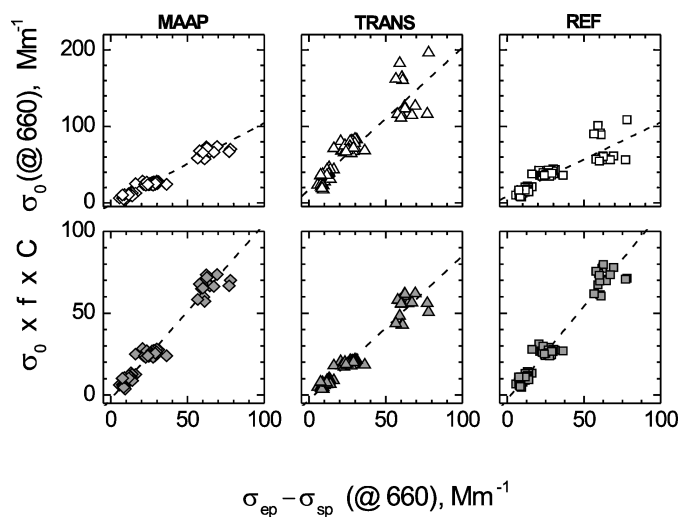 MAAP TRANS REF
σ₀ (@ 660), Mm⁻¹
200
100
0
σ₀ x f x C
100
50
0
0 50 100 0 50 100 0 50 100
σep – σsp (@ 660), Mm⁻¹